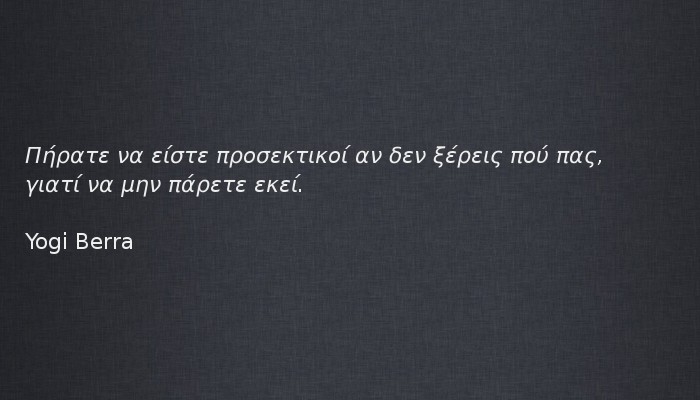 Πήρατε να είστε προσεκτικοί αν δεν ξέρεις πού πας,
γιατί να μην πάρετε εκεί.
Yogi Berra